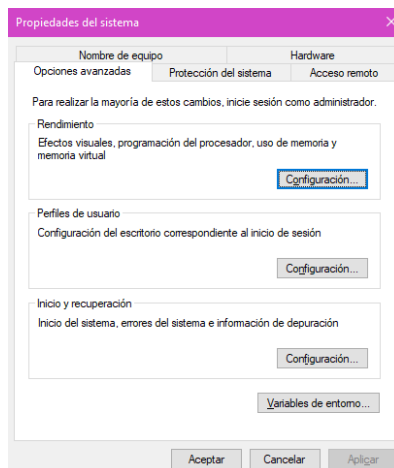 Propiedades del sistema
Nombre de equipo
Hardware
Opciones avanzadas
Protección del sistema
Acceso remoto
Para realizar la mayoría de estos cambios, inicie sesión como administrador.
Rendimiento
Efectos visuales, programación del procesador, uso de memoria y
memoria virtual
Configuración...
Perfiles de usuario
Configuración del escritorio correspondiente al inicio de sesión
Configuración...
Inicio y recuperación
Inicio del sistema, errores del sistema e información de depuración
Configuración...
Variables de entorno...
Aceptar
Cancelar
Aplicar